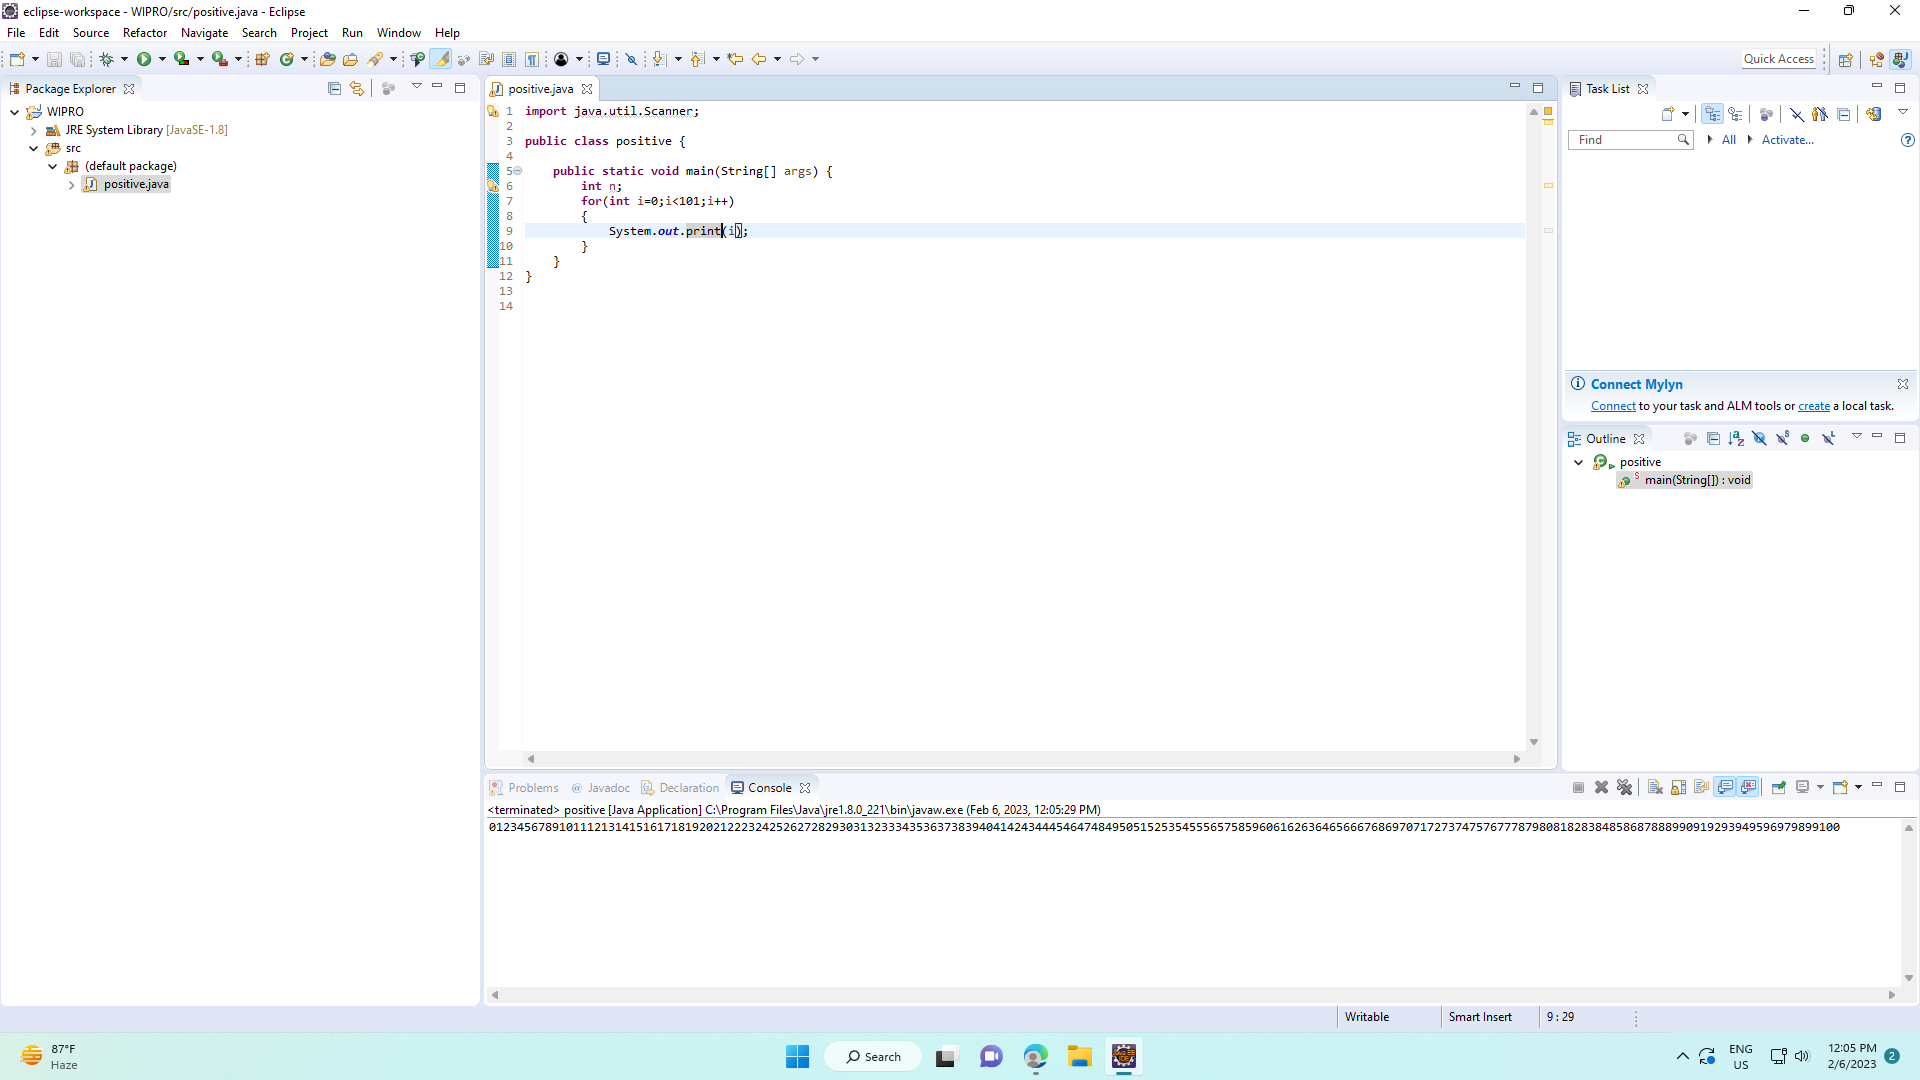 eclipse-workspace - WIPRO/src/positive.java - Eclipse
File Edit Source Refactor Navigate Search Project Run Window Help
Quick Access
Package Explorer
WIPRO
JRE System Library [JavaSE-1.8]
src
(default package)
positive.java
positive.java
1 import java.util.Scanner;
2
3 public class positive {
4
5 public static void main(String[] args) {
6 int n;
7 for(int i=0;i<101;i++)
8 {
9 System.out.print(i);
10 }
11 }
12 }
13
14
Task List
Find
All
Activate...
Connect Mylyn
Connect to your task and ALM tools or create a local task.
Outline
positive
main(String[]) : void
Problems @ Javadoc Declaration Console
<terminated> positive [Java Application] C:\Program Files\Java\jre1.8.0_221\bin\javaw.exe (Feb 6, 2023, 12:05:29 PM)
0123456789101112131415161718192021222324252627282930313233343536373839404142434445464748495051525354555657585960616263646566676869707172737475767778798081828384858687888990919293949596979899100
Writable
Smart Insert
9 : 29
87°F
Haze
Search
ENG
US
12:05 PM
2/6/2023
2